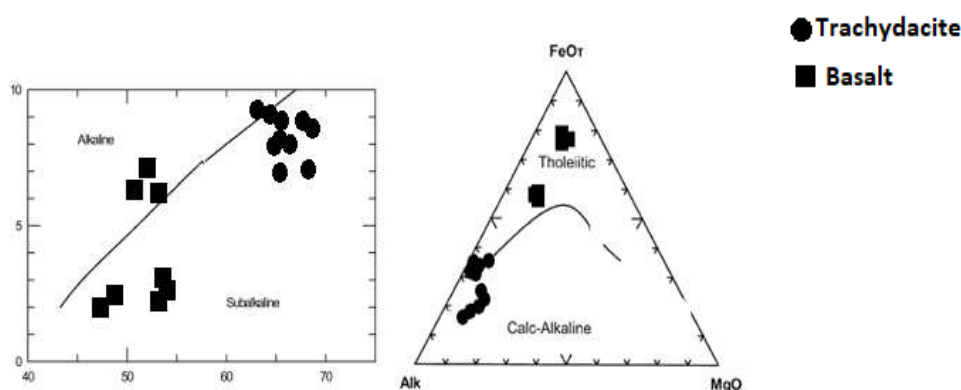 Trachydacite
Basalt
FeOT
10
Alkaline
Tholeiitic
5
Subalkaline
Calc-Alkaline
0
40 50 60 70
Alk MgO